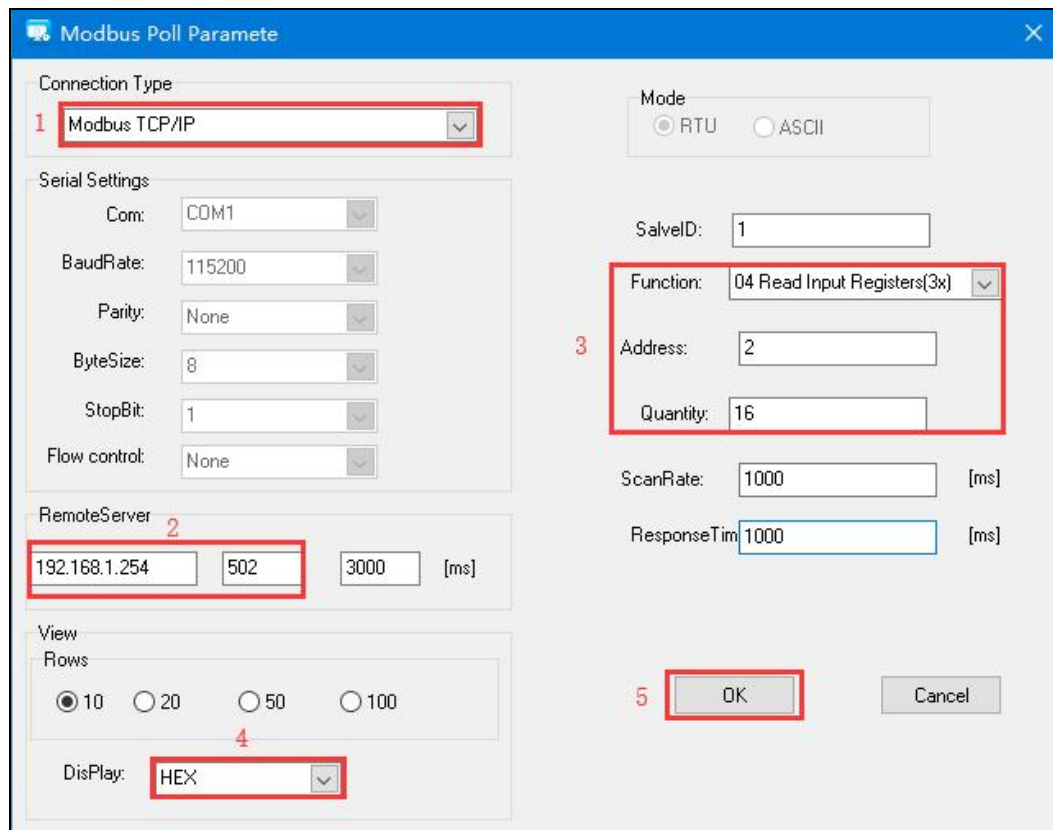 Modbus Poll Paramete
Connection Type
1 Modbus TCP/IP
Serial Settings
Com: COM1
BaudRate: 115200
Parity: None
ByteSize: 8
StopBit: 1
Flow control: None
RemoteServer
2
192.168.1.254 502 3000 [ms]
View
Rows
10 20 50 100
4
DisPlay: HEX
Mode
RTU ASCII
SalveID: 1
Function: 04 Read Input Registers(3x)
3 Address: 2
Quantity: 16
ScanRate: 1000 [ms]
ResponseTim 1000 [ms]
5 OK Cancel